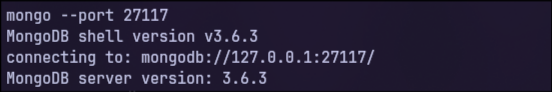 mongo --port 27117
MongoDB shell version v3.6.3
connecting to: mongodb://127.0.0.1:27117/
MongoDB server version: 3.6.3